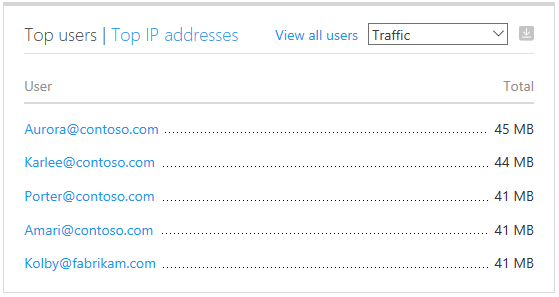 Top users | Top IP addresses View all users Traffic
User Total
Aurora@contoso.com 45 MB
Karlee@contoso.com 44 MB
Porter@contoso.com 41 MB
Amari@contoso.com 41 MB
Kolby@fabrikam.com 41 MB